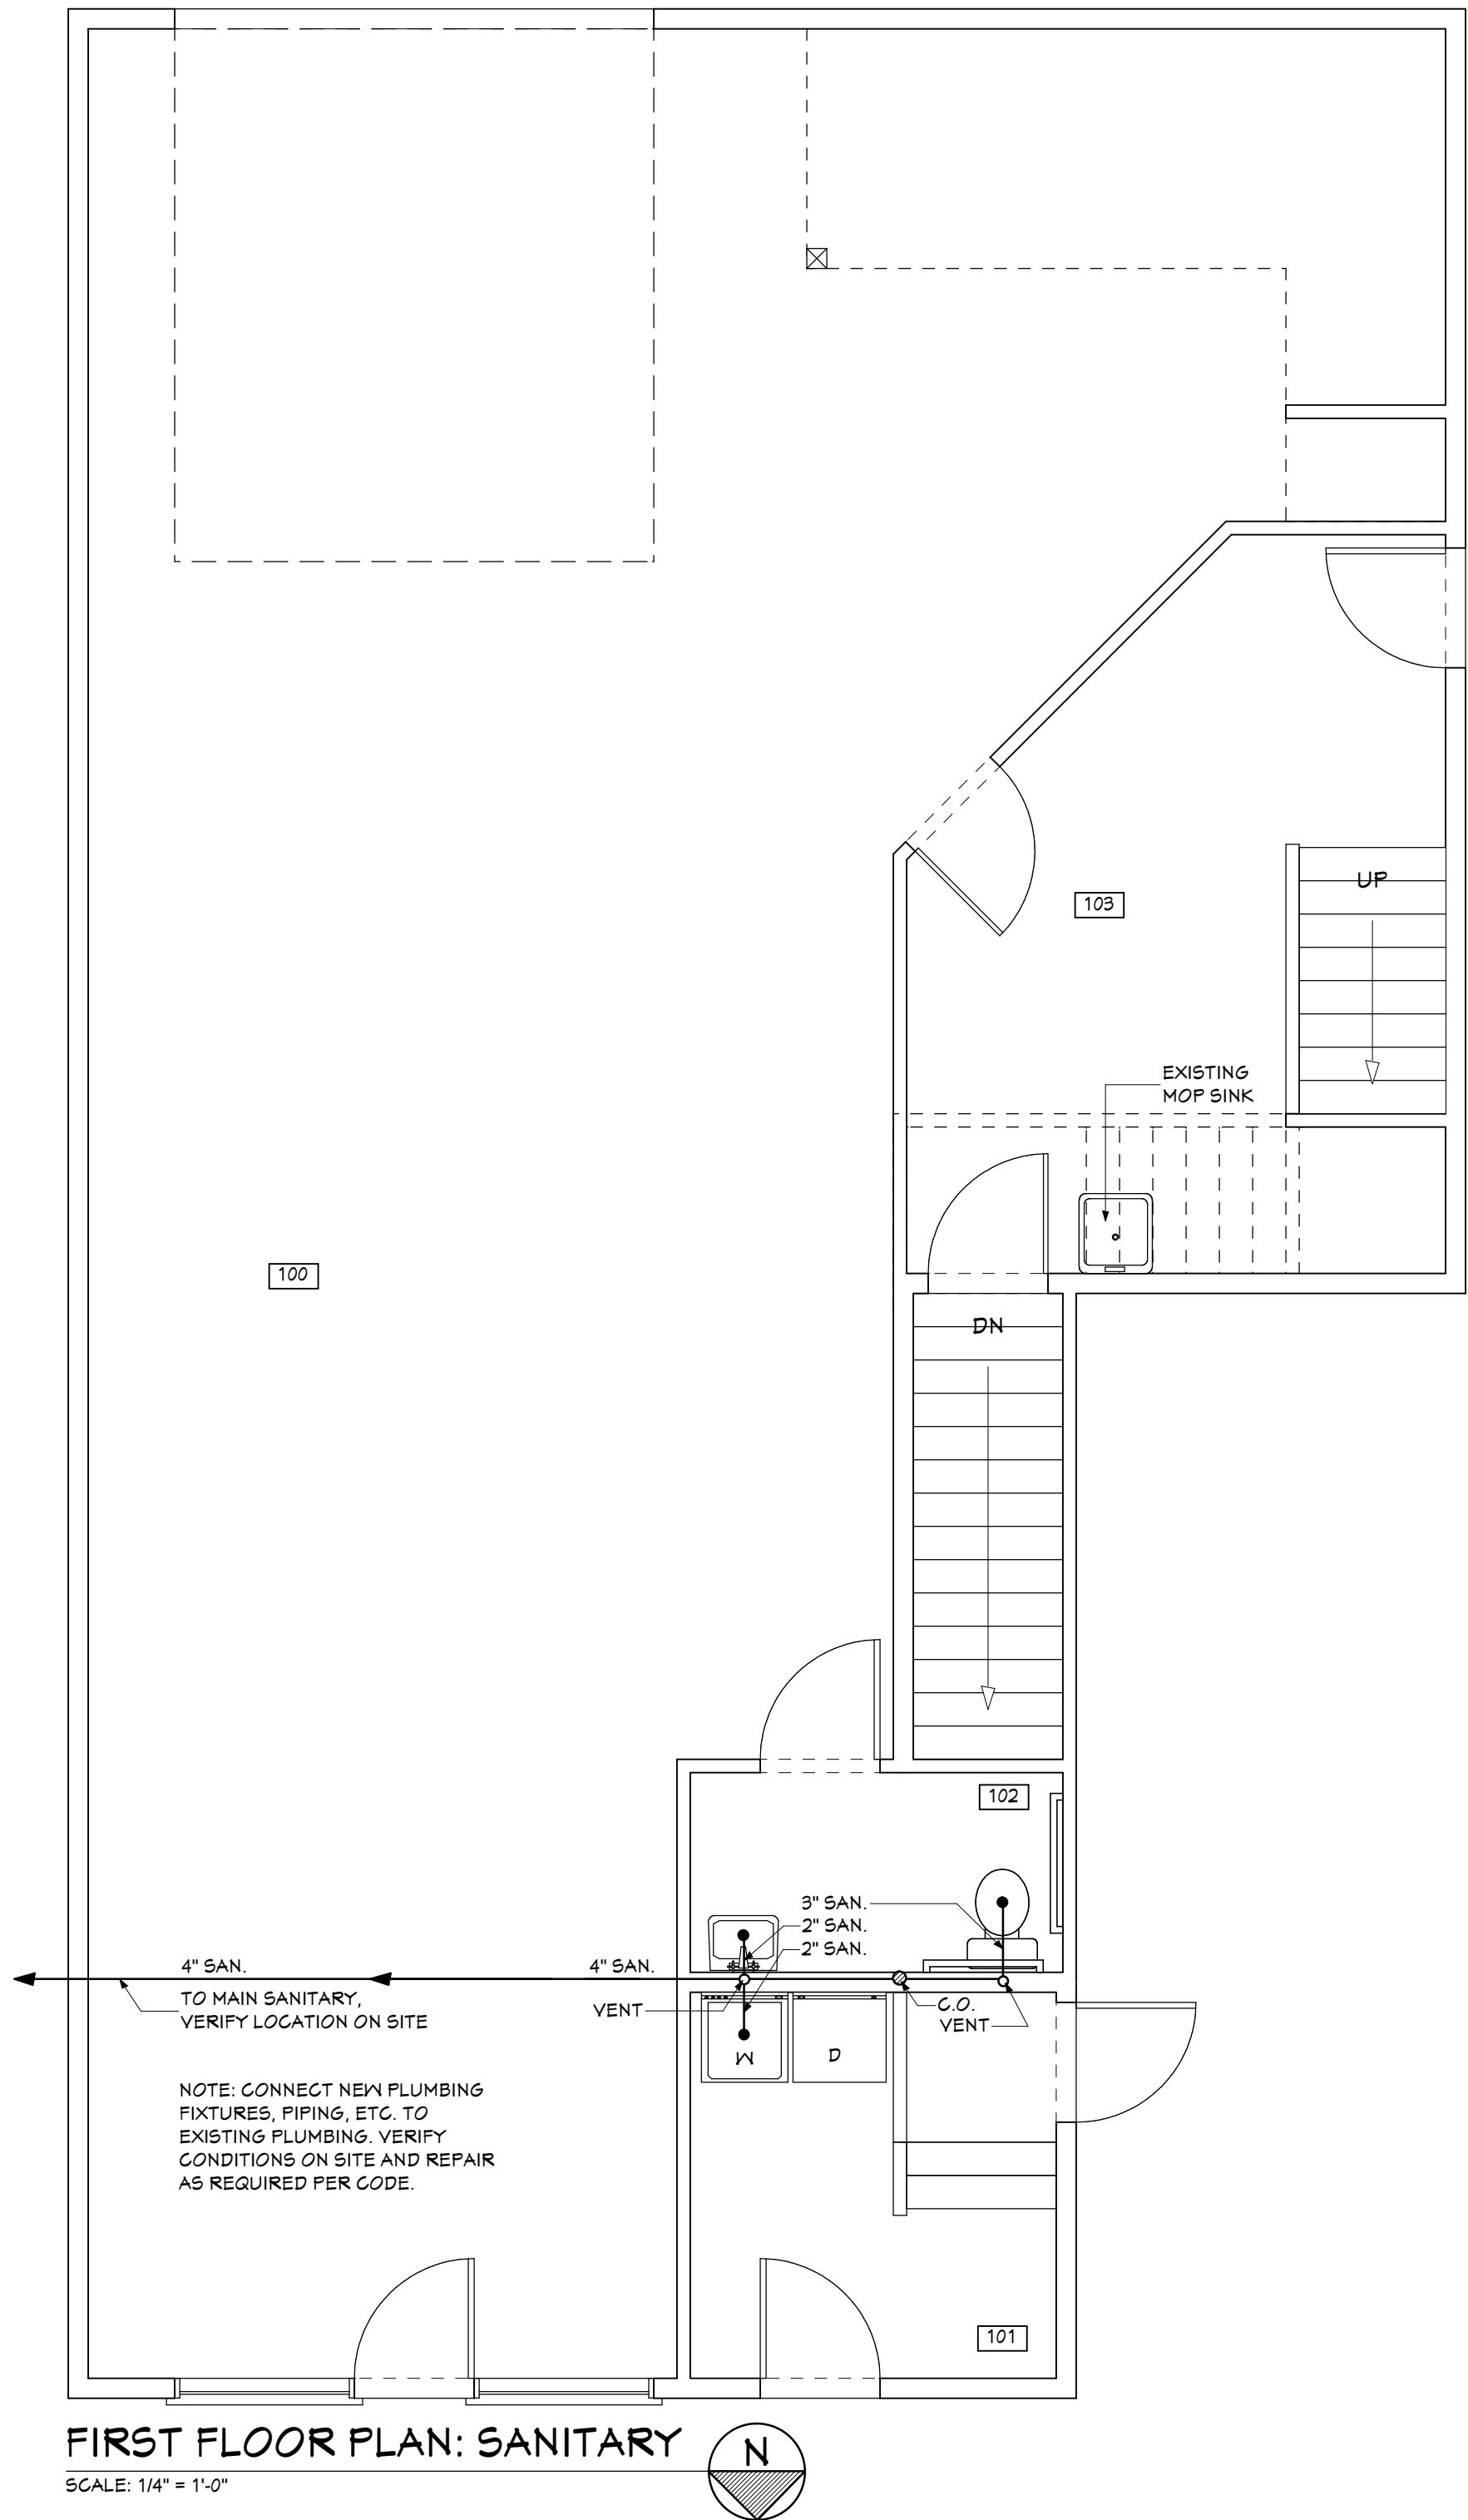 UP
103
EXISTING
MOP SINK
100
DN
102
3" SAN.
2" SAN.
2" SAN.
4" SAN.
4" SAN.
TO MAIN SANITARY,
VERIFY LOCATION ON SITE
VENT
C.O.
VENT
W
D
NOTE: CONNECT NEW PLUMBING
FIXTURES, PIPING, ETC. TO
EXISTING PLUMBING. VERIFY
CONDITIONS ON SITE AND REPAIR
AS REQUIRED PER CODE.
101
FIRST FLOOR PLAN: SANITARY
SCALE: 1/4" = 1'-0"
N